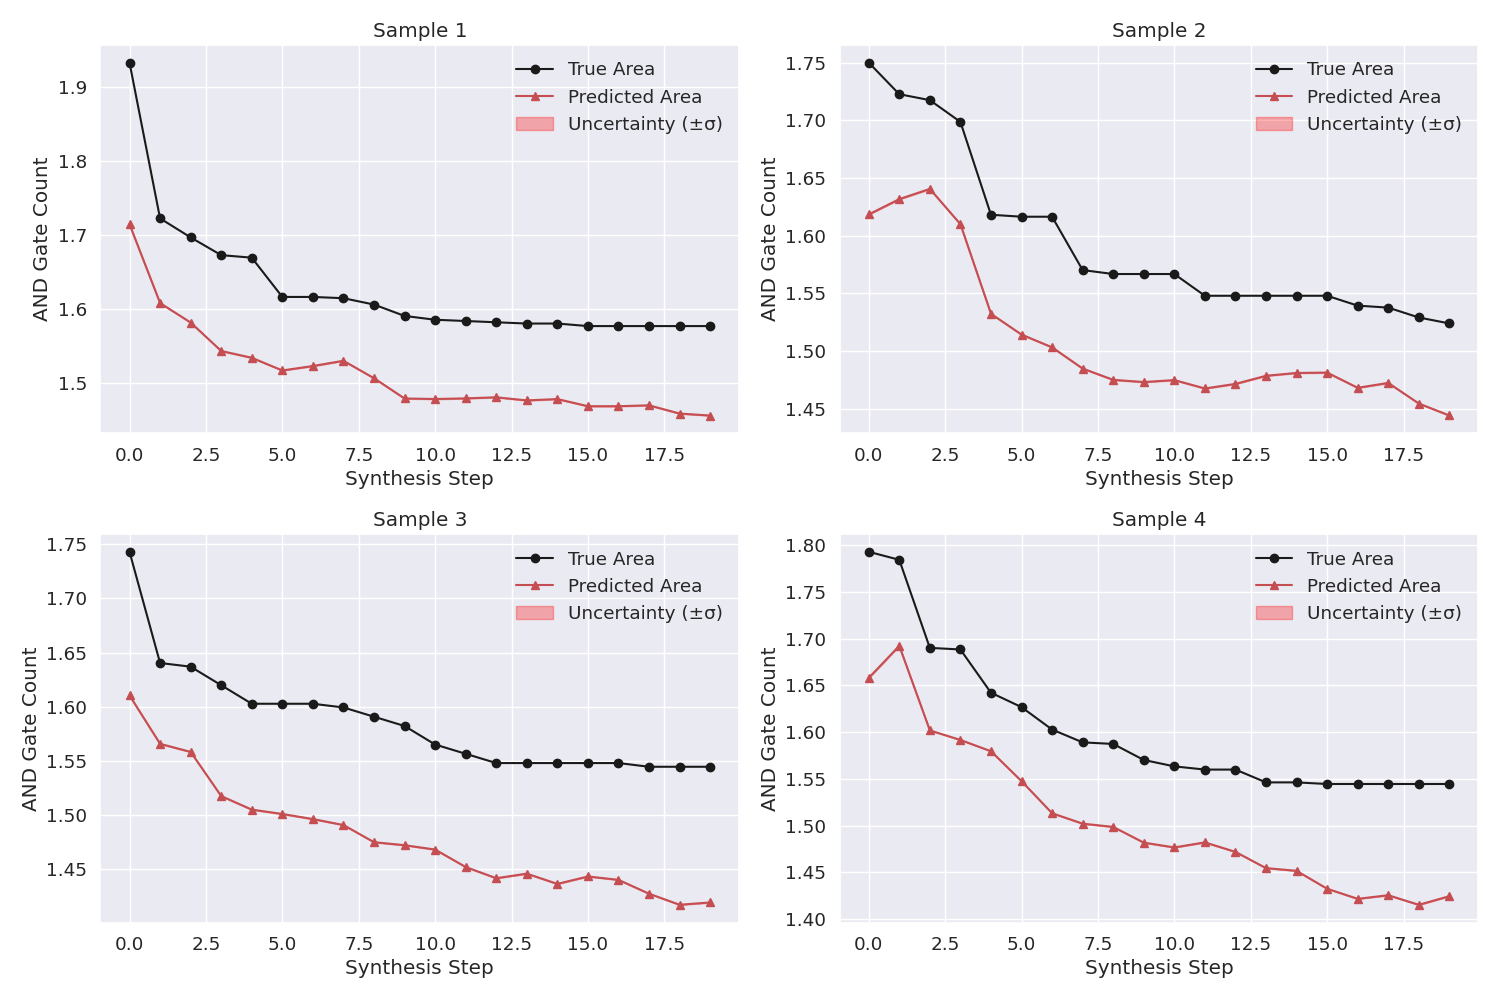 Sample 1
True Area
Predicted Area
Uncertainty (±σ)
AND Gate Count
1.9
1.8
1.7
1.6
1.5
0.0 2.5 5.0 7.5 10.0 12.5 15.0 17.5
Synthesis Step
Sample 2
True Area
Predicted Area
Uncertainty (±σ)
AND Gate Count
1.75
1.70
1.65
1.60
1.55
1.50
1.45
0.0 2.5 5.0 7.5 10.0 12.5 15.0 17.5
Synthesis Step
Sample 3
True Area
Predicted Area
Uncertainty (±σ)
AND Gate Count
1.75
1.70
1.65
1.60
1.55
1.50
1.45
0.0 2.5 5.0 7.5 10.0 12.5 15.0 17.5
Synthesis Step
Sample 4
True Area
Predicted Area
Uncertainty (±σ)
AND Gate Count
1.80
1.75
1.70
1.65
1.60
1.55
1.50
1.45
1.40
0.0 2.5 5.0 7.5 10.0 12.5 15.0 17.5
Synthesis Step